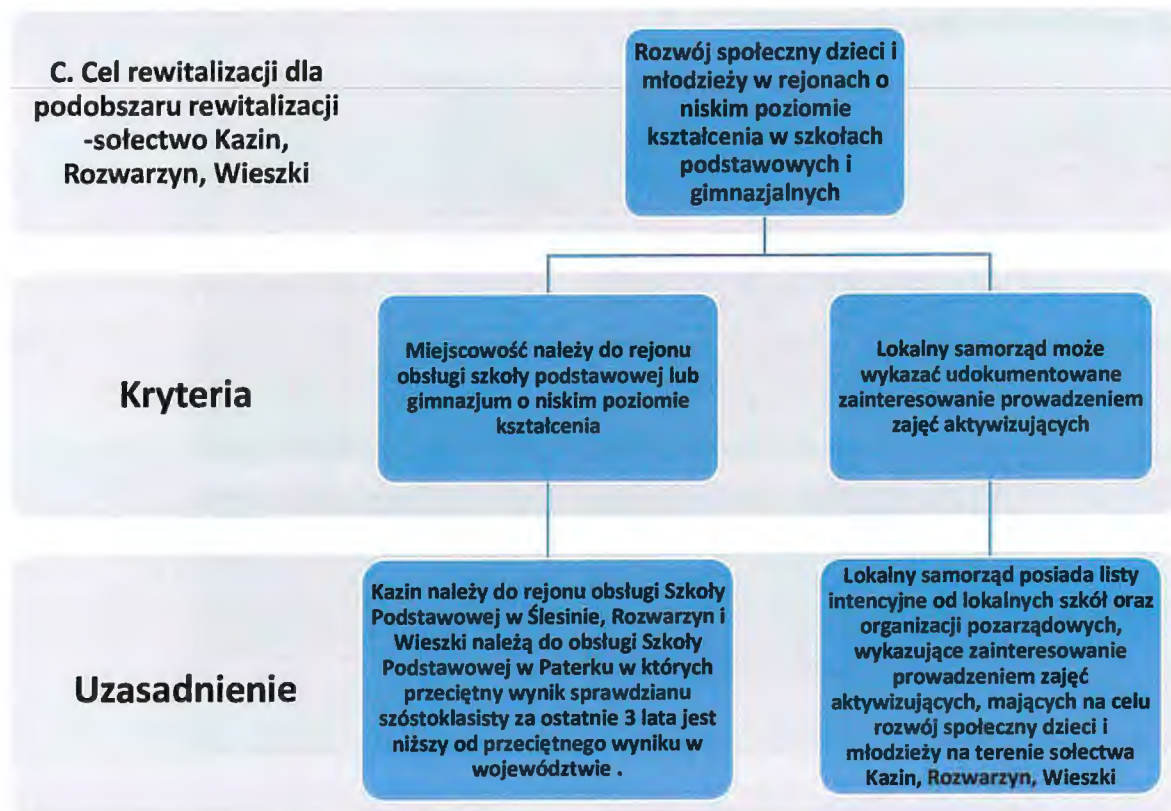 C. Cel rewitalizacji dla
podobszaru rewitalizacji
-sołectwo Kazin,
Rozwarzyn, Wieszki
Rozwój społeczny dzieci i
młodzieży w rejonach o
niskim poziomie
kształcenia w szkołach
podstawowych i
gimnazjalnych
Kryteria
Miejscowość należy do rejonu
obsługi szkoły podstawowej lub
gimnazjum o niskim poziomie
kształcenia
Lokalny samorząd może
wykazać udokumentowane
zainteresowanie prowadzeniem
zajęć aktywizujących
Uzasadnienie
Kazin należy do rejonu obsługi Szkoły
Podstawowej w Ślesinie, Rozwarzyn i
Wieszki należą do obsługi Szkoły
Podstawowej w Paterku w których
przeciętny wynik sprawdzianu
szóstoklasisty za ostatnie 3 lata jest
niższy od przeciętnego wyniku w
województwie .
Lokalny samorząd posiada listy
intencyjne od lokalnych szkół oraz
organizacji pozarządowych,
wykazujące zainteresowanie
prowadzeniem zajęć
aktywizujących, mających na celu
rozwój społeczny dzieci i
młodzieży na terenie sołectwa
Kazin, Rozwarzyn, Wieszki